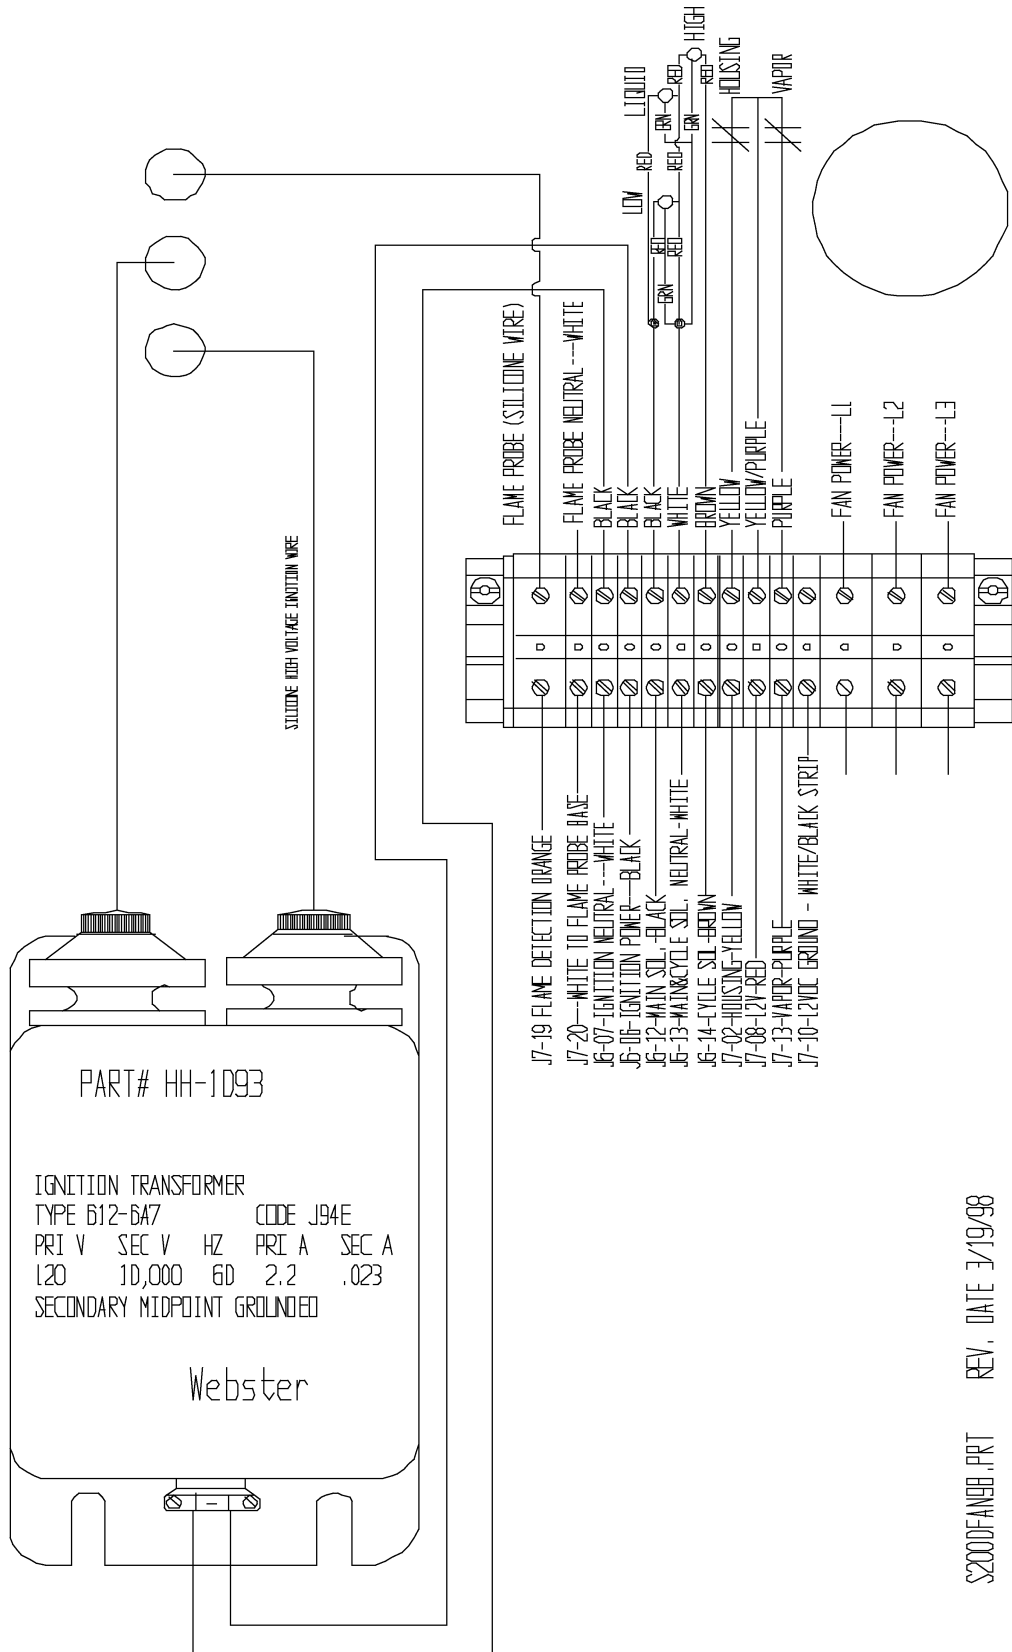 HIGH
LIQUID
HOUSING
VAPOR
RED
RED
GRN
GRN
RED
RED
LOW
RED
RED
GRN
FLAME PROBE (SILICONE WIRE)
FLAME PROBE NEUTRAL---WHITE
BLACK
BLACK
BLACK
WHITE
BROWN
YELLOW
YELLOW/PURPLE
PURPLE
FAN POWER---L1
FAN POWER---L2
FAN POWER---L3
SILICONE HIGH VOLTAGE IGNITION WIRE
J7-19 FLAME DETECTION ORANGE
J7-20---WHITE TO FLAME PROBE BASE
J6-07-IGNITION NEUTRAL---WHITE
J6-06-IGNITION POWER--BLACK
J6-12-MAIN SOL.-BLACK
J6-13-MAIN&CYCLE SOL. NEUTRAL-WHITE
J6-14-CYCLE SOL-BROWN
J7-02-HOUSING-YELLOW
J7-08-12V-RED
J7-13-VAPOR-PURPLE
J7-10-12VDC GROUND - WHITE/BLACK STRIP
PART# HH-1093
IGNITION TRANSFORMER
TYPE 612-6A7 CODE J94E
PRI V SEC V HZ PRI A SEC A
120 10,000 60 2.2 .023
SECONDARY MIDPOINT GROUNDED
Webster
S200DFAN98.PRT REV. DATE 3/19/98